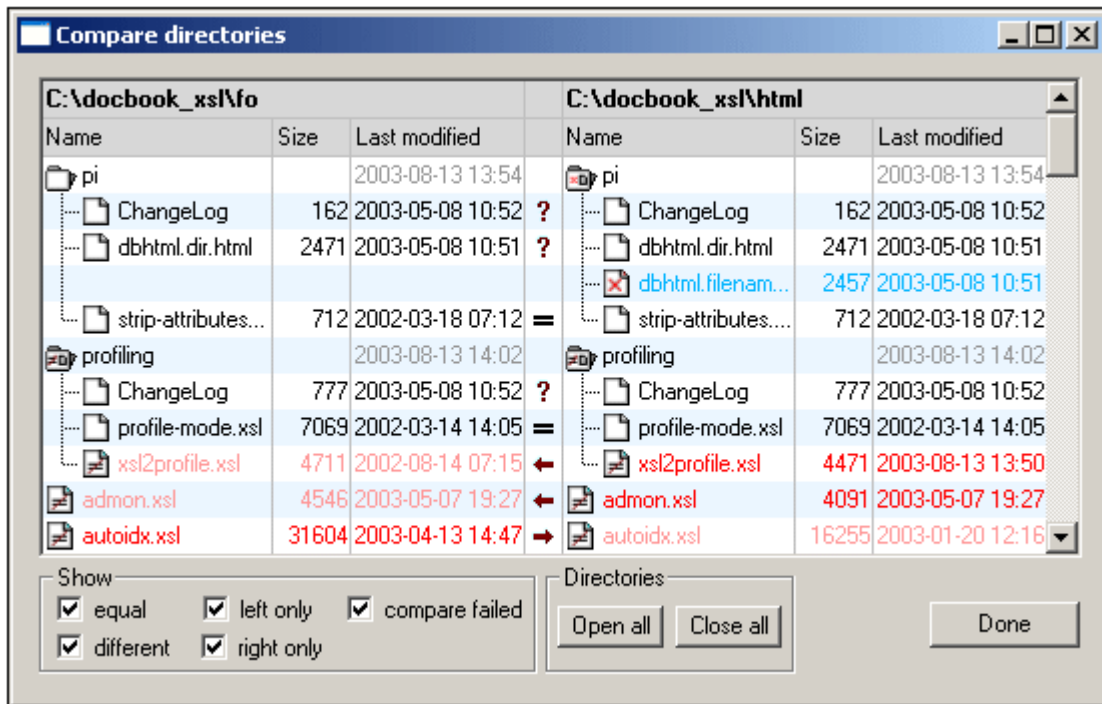 Compare directories
C:\docbook_xsl\fo C:\docbook_xsl\html
Name Size Last modified Name Size Last modified
pi 2003-08-13 13:54 pi 2003-08-13 13:54
ChangeLog 162 2003-05-08 10:52 ? ChangeLog 162 2003-05-08 10:52
dbhtml.dir.html 2471 2003-05-08 10:51 ? dbhtml.dir.html 2471 2003-05-08 10:51
dbhtml.filenam... 2457 2003-05-08 10:51
strip-attributes... 712 2002-03-18 07:12 = strip-attributes.... 712 2002-03-18 07:12
profiling 2003-08-13 14:02 profiling 2003-08-13 14:02
ChangeLog 777 2003-05-08 10:52 ? ChangeLog 777 2003-05-08 10:52
profile-mode.xsl 7069 2002-03-14 14:05 = profile-mode.xsl 7069 2002-03-14 14:05
xsl2profile.xsl 4711 2002-08-14 07:15 ← xsl2profile.xsl 4471 2003-08-13 13:50
admon.xsl 4546 2003-05-07 19:27 ← admon.xsl 4091 2003-05-07 19:27
autoidx.xsl 31604 2003-04-13 14:47 → autoidx.xsl 16255 2003-01-20 12:16
Show Directories
equal left only compare failed Open all Close all Done
different right only